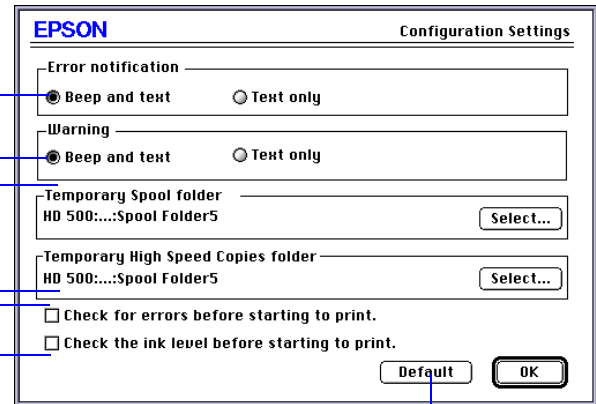 EPSON Configuration Settings
Error notification
Beep and text Text only
Warning
Beep and text Text only
Temporary Spool folder
HD 500:...:Spool Folder5 Select...
Temporary High Speed Copies folder
HD 500:...:Spool Folder5 Select...
Check for errors before starting to print.
Check the ink level before starting to print.
Default OK